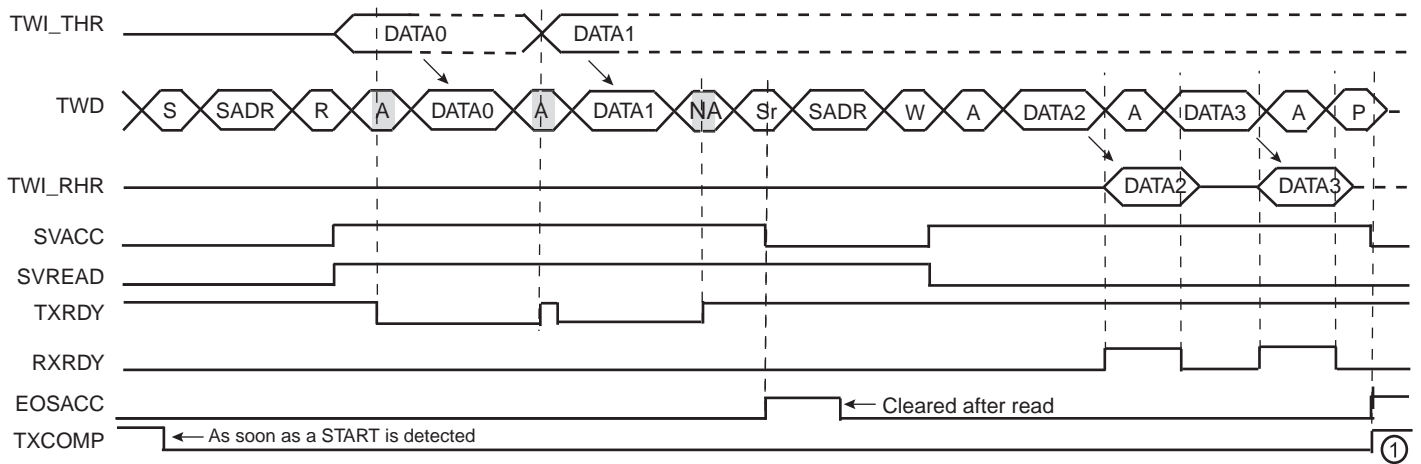 TWI_THR DATA0 DATA1
TWD S SADR R A DATA0 A DATA1 NA Sr SADR W A DATA2 A DATA3 A P
TWI_RHR DATA2 DATA3
SVACC
SVREAD
TXRDY
RXRDY
EOSACC Cleared after read
TXCOMP As soon as a START is detected 1